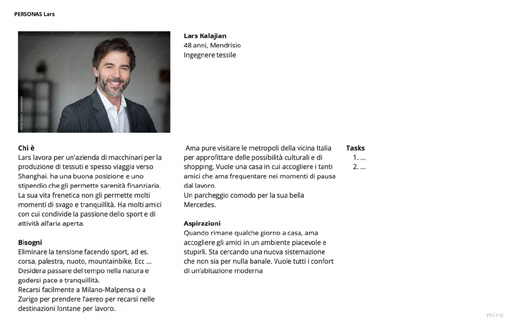 PERSONAS Lars
Lars Kalajian
48 anni, Mendrisio
Ingegnere tessile
Chi è
Lars lavora per un'azienda di macchinari per la
produzione di tessuti e spesso viaggia verso
Shanghai. ha una buona posizione e uno
stipendio che gli permette serenità finanziaria.
La sua vita frenetica non gli permette molti
momenti di svago e tranquillità. Ha molti amici
con cui condivide la passione dello sport e di
attività all'aria aperta.
Bisogni
Eliminare la tensione facendo sport, ad es.
corsa, palestra, nuoto, mountainbike. Ecc ...
Desidera passare del tempo nella natura e
godersi pace e tranquillità.
Recarsi facilmente a Milano-Malpensa o a
Zurigo per prendere l'aereo per recarsi nelle
destinazioni lontane per lavoro.
Ama pure visitare le metropoli della vicina Italia
per approfittare delle possibilità culturali e di
shopping. Vuole una casa in cui accogliere i tanti
amici che ama frequentare nei momenti di pausa
dal lavoro.
Un parcheggio comodo per la sua bella
Mercedes.
Aspirazioni
Quando rimane qualche giorno a casa, ama
accogliere gli amici in un ambiente piacevole e
stupirli. Sta cercando una nuova sistemazione
che non sia per nulla banale. Vuole tutti i confort
di un'abitazione moderna
Tasks
1. ...
2. ...
miro